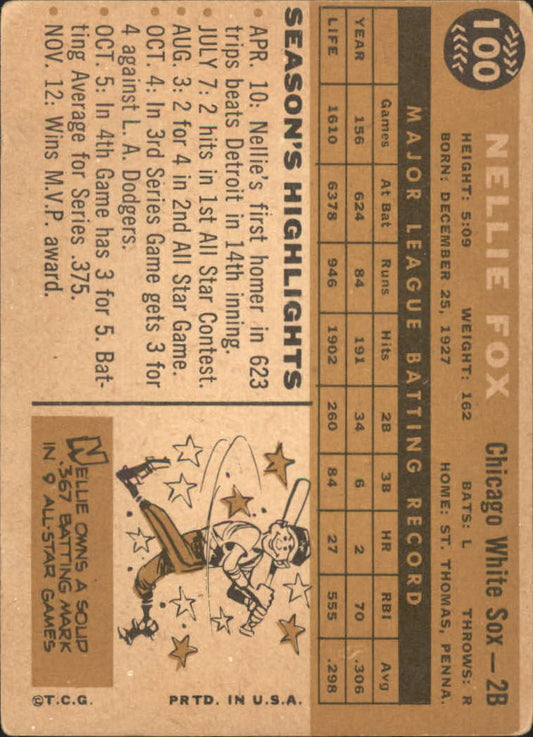 100
NELLIE FOX Chicago White Sox — 2B
HEIGHT: 5:09 WEIGHT: 162 BATS: L THROWS: R
BORN: DECEMBER 25, 1927 HOME: ST. THOMAS, PENNA.
MAJOR LEAGUE BATTING RECORD
Games At Bat Runs Hits 2B 3B HR RBI Avg
YEAR 156 624 84 191 34 6 2 70 .306
LIFE 1610 6378 946 1902 260 84 27 555 .298
SEASON'S HIGHLIGHTS
• APR. 10: Nellie's first homer in 623
trips beats Detroit in 14th inning.
• JULY 7: 2 hits in 1st All Star Contest.
• AUG. 3: 2 for 4 in 2nd All Star Game.
• OCT. 4: In 3rd Series Game gets 3 for
4 against L. A. Dodgers.
• OCT. 5: In 4th Game has 3 for 5. Bat-
ting Average for Series .375.
• NOV. 12: Wins M.V.P. award.
NELLIE OWNS A SOLID
.367 BATTING MARK
IN 9 ALL-STAR GAMES
©T.C.G. PRTD. IN U.S.A.